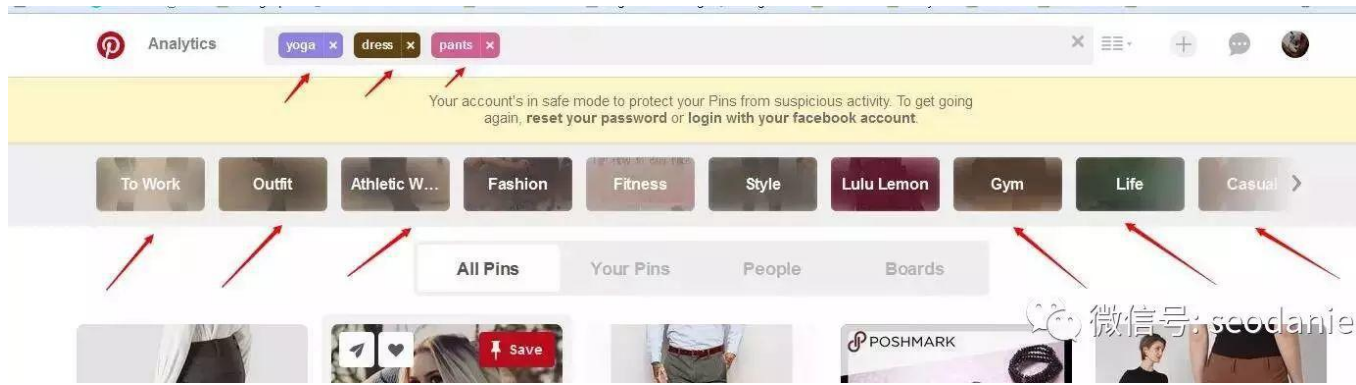 Analytics
yoga × dress × pants ×
Your account's in safe mode to protect your Pins from suspicious activity. To get going
again, reset your password or login with your facebook account.
To Work Outfit Athletic W... Fashion Fitness Style Lulu Lemon Gym Life Casual
All Pins Your Pins People Boards
Save
POSHMARK
微信号: seodanie